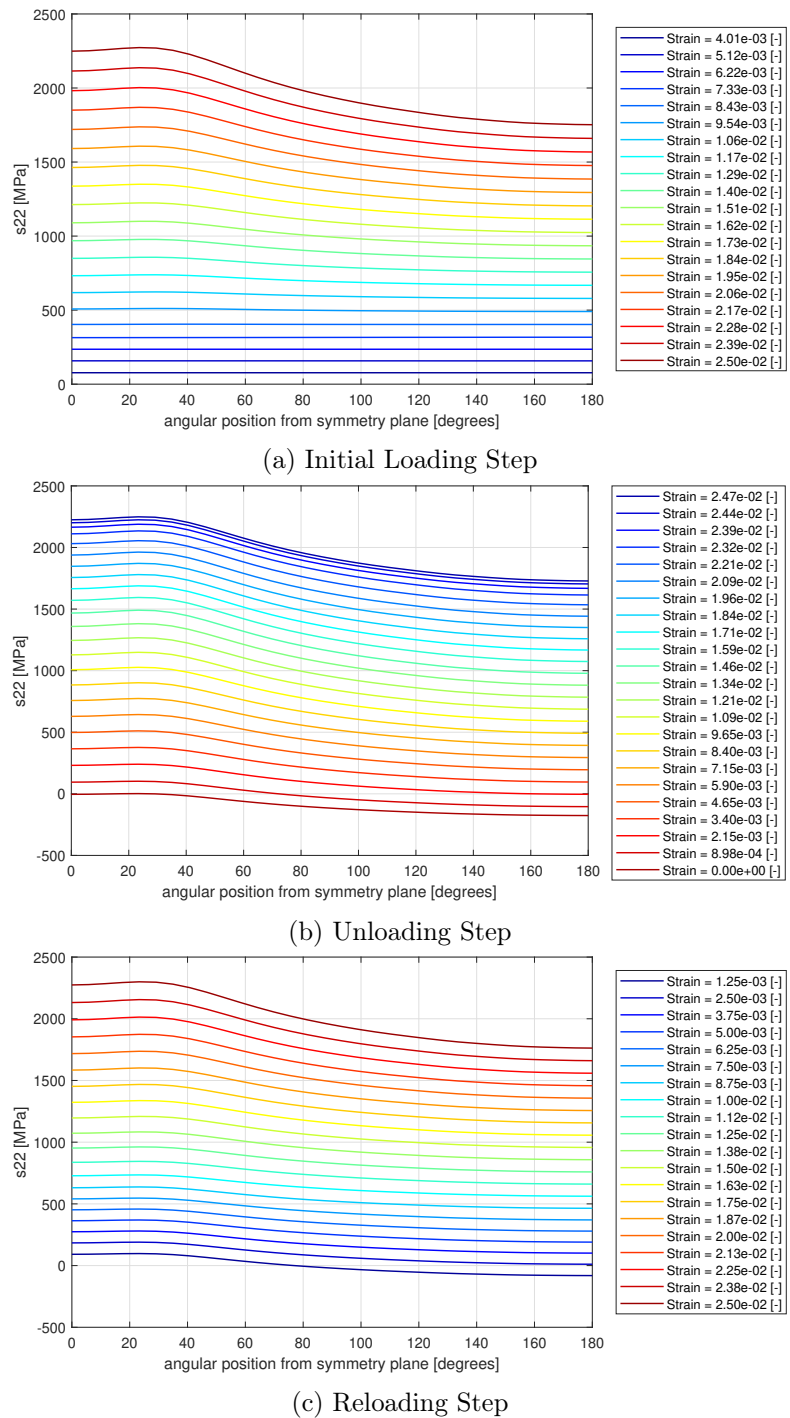 2500
2000
1500
1000
500
0
s22 [MPa]
0 20 40 60 80 100 120 140 160 180
angular position from symmetry plane [degrees]
Strain = 4.01e-03 [-]
Strain = 5.12e-03 [-]
Strain = 6.22e-03 [-]
Strain = 7.33e-03 [-]
Strain = 8.43e-03 [-]
Strain = 9.54e-03 [-]
Strain = 1.06e-02 [-]
Strain = 1.17e-02 [-]
Strain = 1.29e-02 [-]
Strain = 1.40e-02 [-]
Strain = 1.51e-02 [-]
Strain = 1.62e-02 [-]
Strain = 1.73e-02 [-]
Strain = 1.84e-02 [-]
Strain = 1.95e-02 [-]
Strain = 2.06e-02 [-]
Strain = 2.17e-02 [-]
Strain = 2.28e-02 [-]
Strain = 2.39e-02 [-]
Strain = 2.50e-02 [-]
(a) Initial Loading Step
2500
2000
1500
1000
500
0
-500
s22 [MPa]
0 20 40 60 80 100 120 140 160 180
angular position from symmetry plane [degrees]
Strain = 2.47e-02 [-]
Strain = 2.44e-02 [-]
Strain = 2.39e-02 [-]
Strain = 2.32e-02 [-]
Strain = 2.21e-02 [-]
Strain = 2.09e-02 [-]
Strain = 1.96e-02 [-]
Strain = 1.84e-02 [-]
Strain = 1.71e-02 [-]
Strain = 1.59e-02 [-]
Strain = 1.46e-02 [-]
Strain = 1.34e-02 [-]
Strain = 1.21e-02 [-]
Strain = 1.09e-02 [-]
Strain = 9.65e-03 [-]
Strain = 8.40e-03 [-]
Strain = 7.15e-03 [-]
Strain = 5.90e-03 [-]
Strain = 4.65e-03 [-]
Strain = 3.40e-03 [-]
Strain = 2.15e-03 [-]
Strain = 8.98e-04 [-]
Strain = 0.00e+00 [-]
(b) Unloading Step
2500
2000
1500
1000
500
0
-500
s22 [MPa]
0 20 40 60 80 100 120 140 160 180
angular position from symmetry plane [degrees]
Strain = 1.25e-03 [-]
Strain = 2.50e-03 [-]
Strain = 3.75e-03 [-]
Strain = 5.00e-03 [-]
Strain = 6.25e-03 [-]
Strain = 7.50e-03 [-]
Strain = 8.75e-03 [-]
Strain = 1.00e-02 [-]
Strain = 1.12e-02 [-]
Strain = 1.25e-02 [-]
Strain = 1.38e-02 [-]
Strain = 1.50e-02 [-]
Strain = 1.63e-02 [-]
Strain = 1.75e-02 [-]
Strain = 1.87e-02 [-]
Strain = 2.00e-02 [-]
Strain = 2.13e-02 [-]
Strain = 2.25e-02 [-]
Strain = 2.38e-02 [-]
Strain = 2.50e-02 [-]
(c) Reloading Step